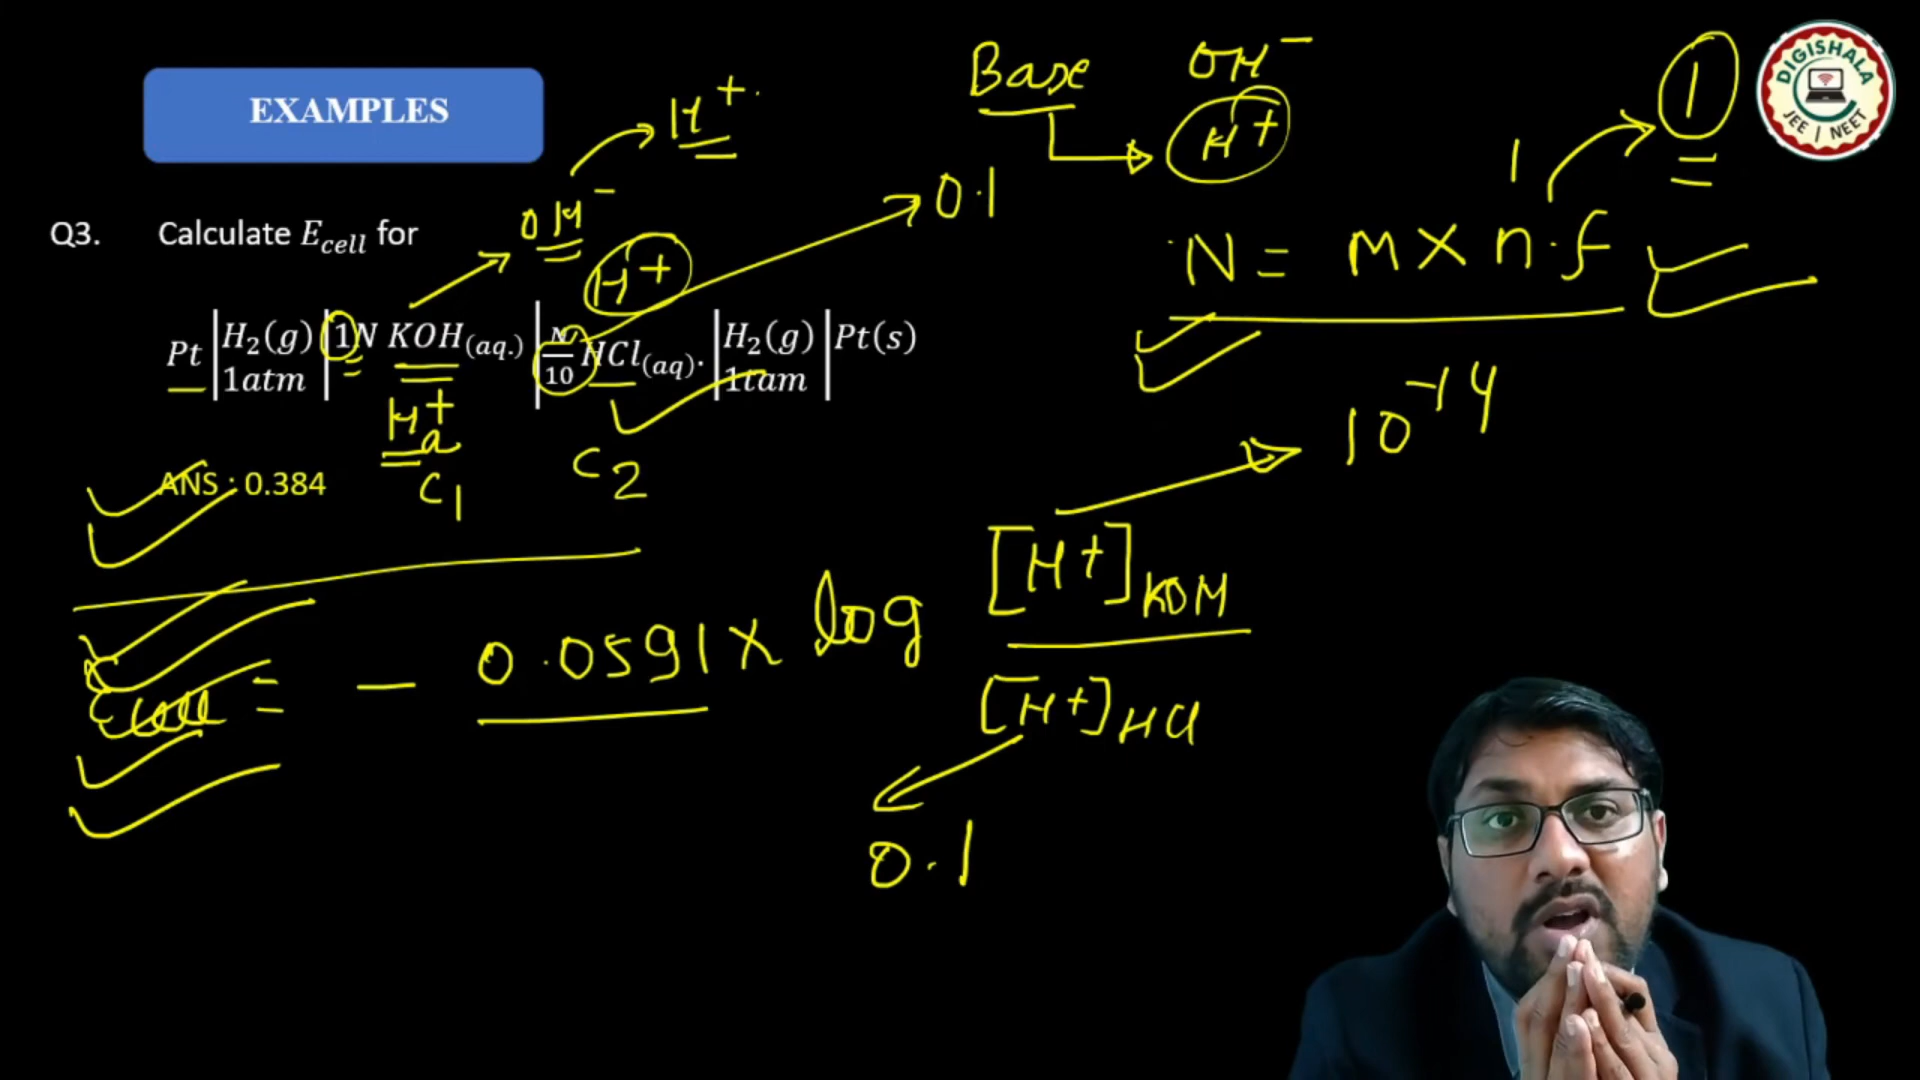 EXAMPLES
H+
Base OH-
H+
1
1
DIGISHALA
JEE | NEET
OH-
0.1
Q3. Calculate E_cell for
H+
N = M X n.f
Pt | H2(g) 1atm | 1N KOH(aq.) | N/10 HCl(aq). | H2(g) 1tam | Pt(s)
H+
a
C1
C2
10^-14
ANS : 0.384
Ecell = - 0.0591 X log [H+]KOH
[H+]HCl
0.1